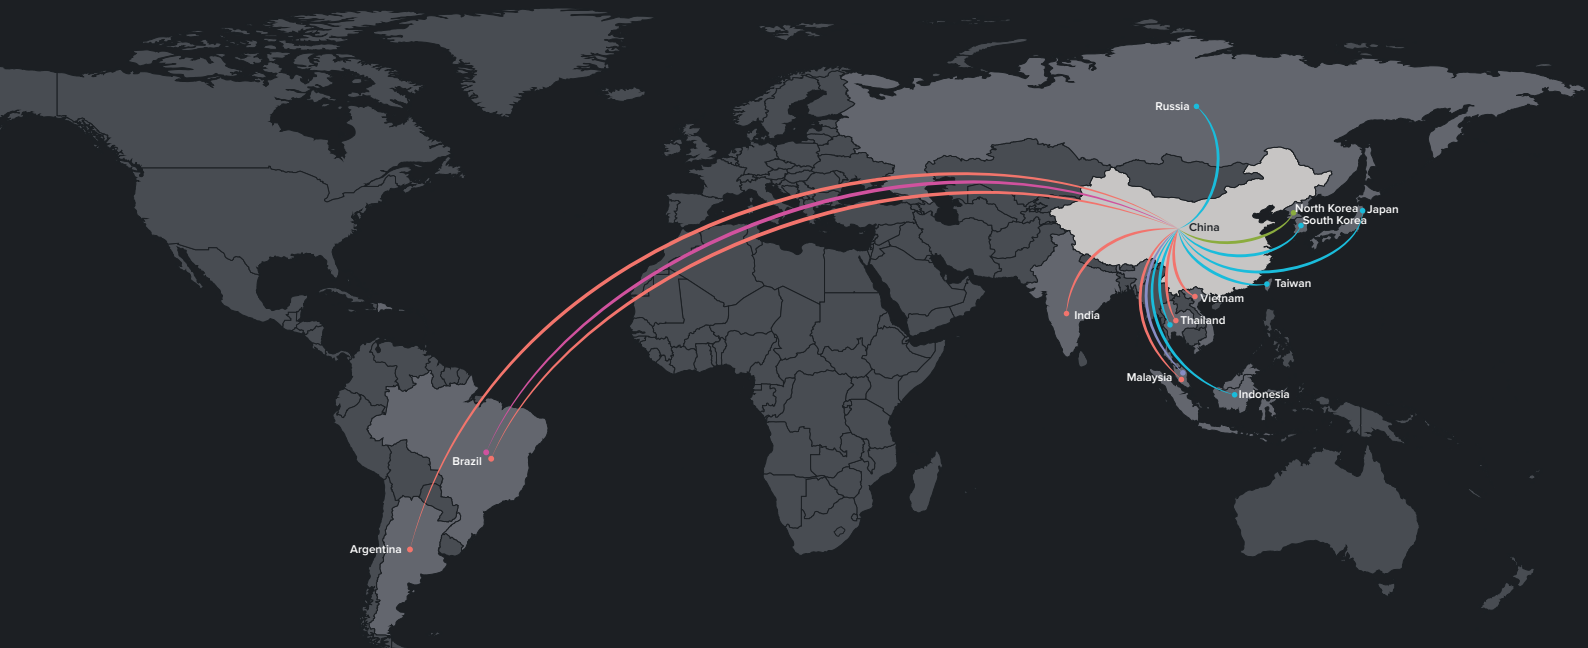 Russia
North Korea
Japan
South Korea
China
Taiwan
Vietnam
India
Thailand
Malaysia
Indonesia
Brazil
Argentina